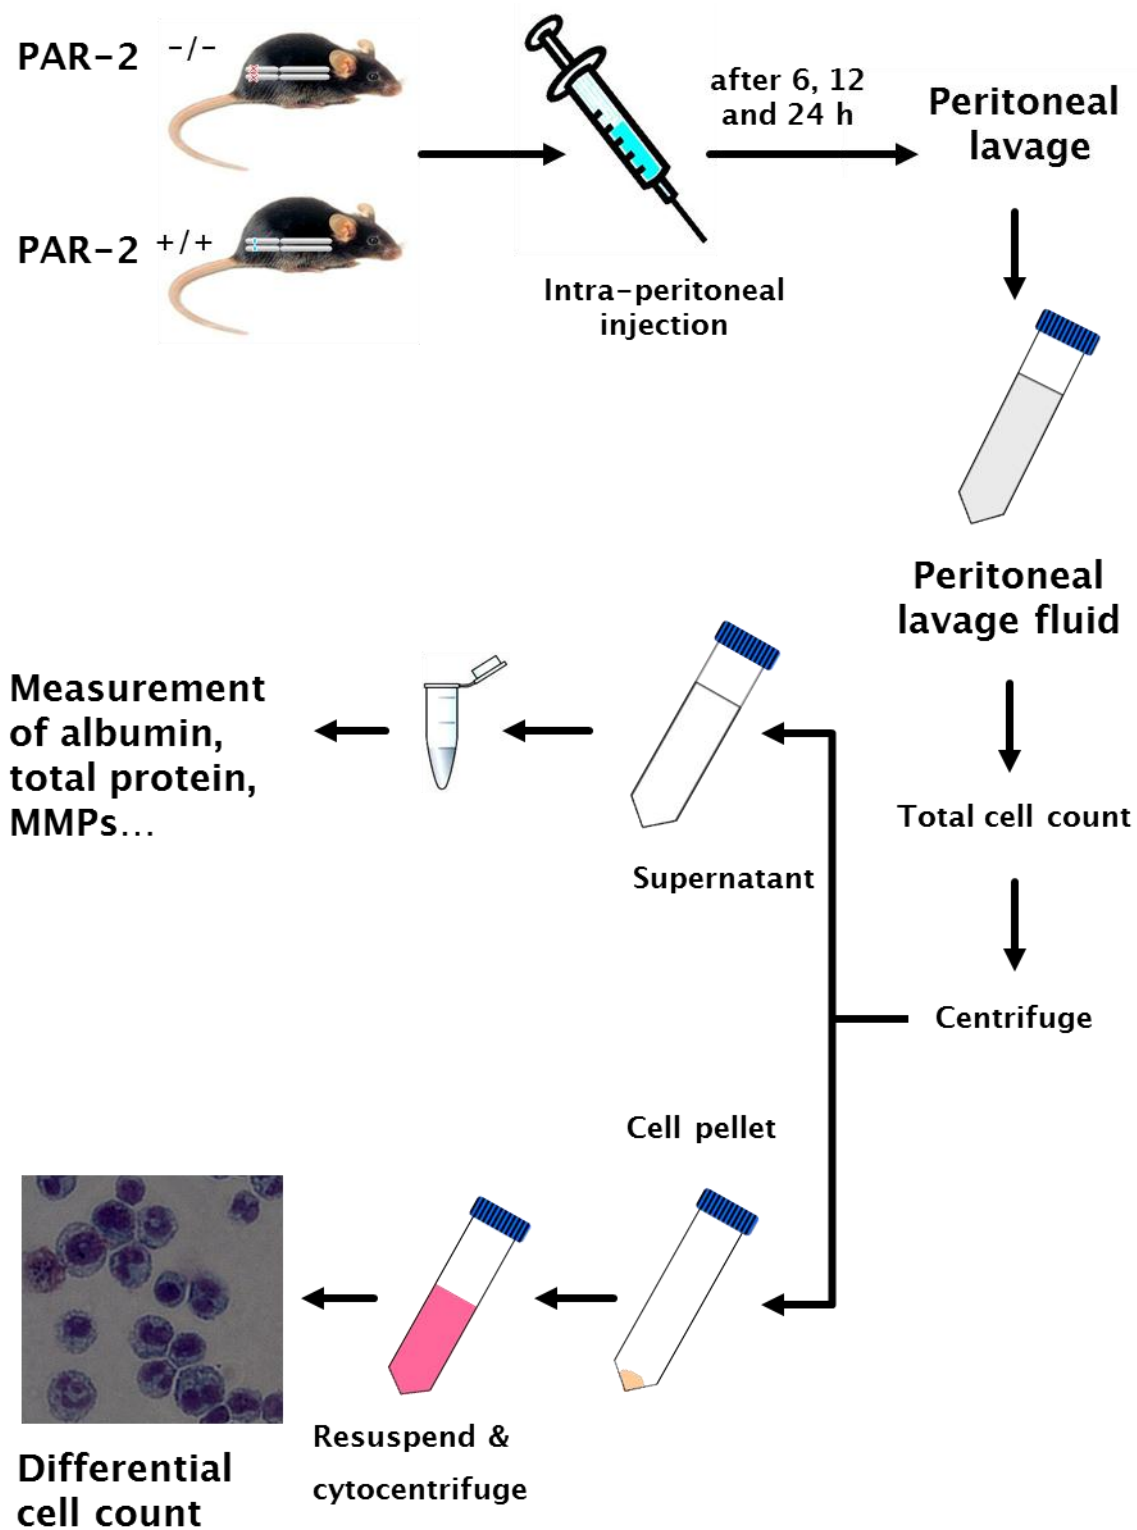 PAR-2 -/-
after 6, 12
and 24 h
Peritoneal
lavage
PAR-2 +/+
Intra-peritoneal
injection
Peritoneal
lavage fluid
Measurement
of albumin,
total protein,
MMPs...
Total cell count
Supernatant
Centrifuge
Cell pellet
Resuspend &
cytocentrifuge
Differential
cell count